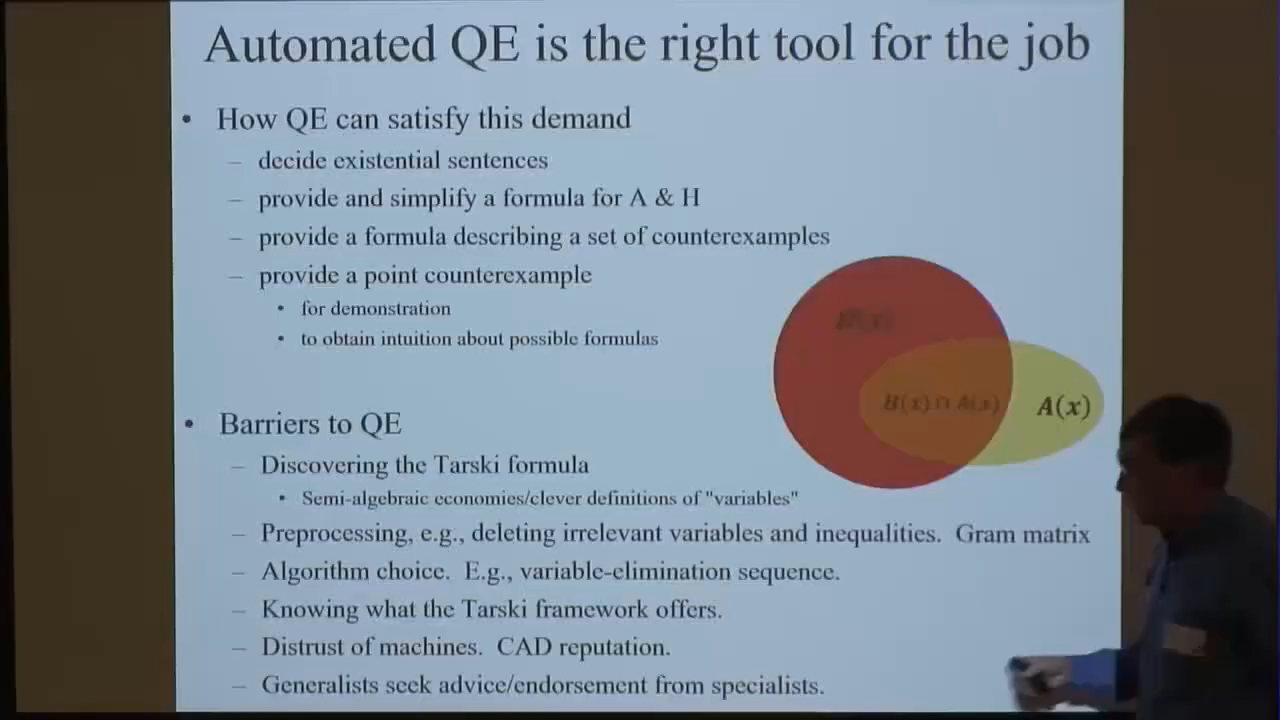 Automated QE is the right tool for the job
• How QE can satisfy this demand
– decide existential sentences
– provide and simplify a formula for A & H
– provide a formula describing a set of counterexamples
– provide a point counterexample
• for demonstration
• to obtain intuition about possible formulas
H(x) ∩ A(x)
A(x)
• Barriers to QE
– Discovering the Tarski formula
• Semi-algebraic economies/clever definitions of "variables"
– Preprocessing, e.g., deleting irrelevant variables and inequalities. Gram matrix
– Algorithm choice. E.g., variable-elimination sequence.
– Knowing what the Tarski framework offers.
– Distrust of machines. CAD reputation.
– Generalists seek advice/endorsement from specialists.